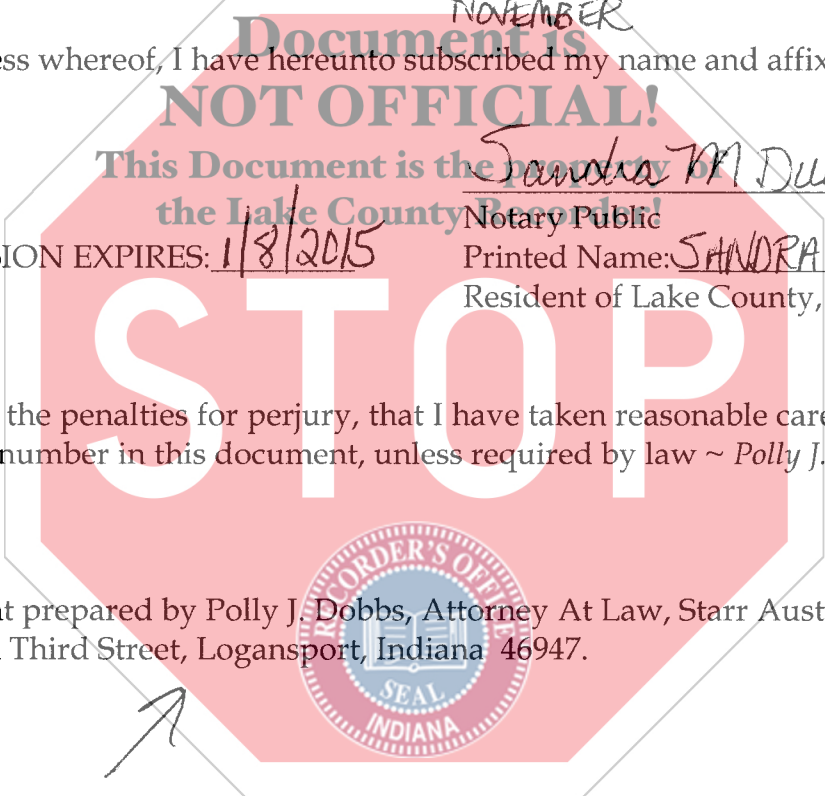 NOVEMBER
Document is
ess whereof, I have hereunto subscribed my name and affix
NOT OFFICIAL!
This Document is the property of
Sandra M Du
the Lake County Recorder!
Notary Public
ION EXPIRES: 1/8/2015
Printed Name: SANDRA
Resident of Lake County,
STOP
the penalties for perjury, that I have taken reasonable care
number in this document, unless required by law ~ Polly J.
RECORDER'S OFFICE
t prepared by Polly J. Dobbs, Attorney At Law, Starr Aust
Third Street, Logansport, Indiana 46947.
SEAL
INDIANA